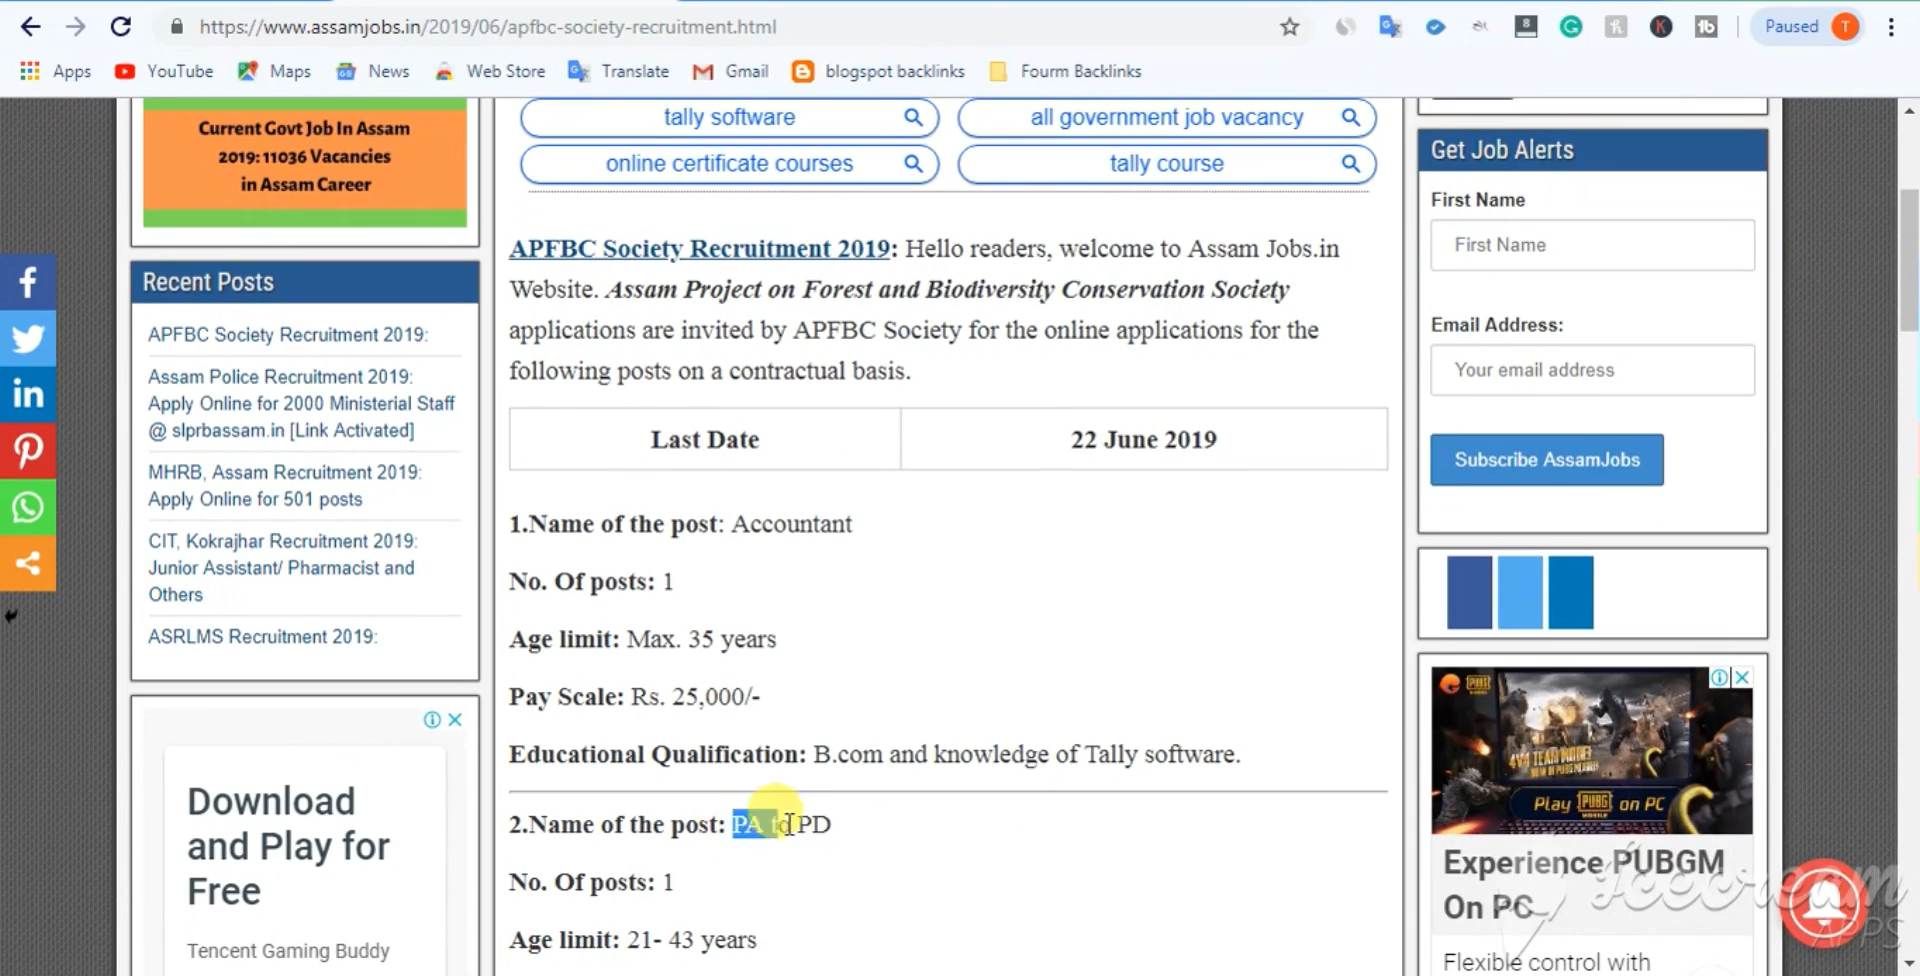 https://www.assamjobs.in/2019/06/apfbc-society-recruitment.html
Paused
T
Apps
YouTube
Maps
News
Web Store
Translate
Gmail
blogspot backlinks
Fourm Backlinks
Current Govt Job In Assam
2019: 11036 Vacancies
in Assam Career
Recent Posts
APFBC Society Recruitment 2019:
Assam Police Recruitment 2019:
Apply Online for 2000 Ministerial Staff
@ slprbassam.in [Link Activated]
MHRB, Assam Recruitment 2019:
Apply Online for 501 posts
CIT, Kokrajhar Recruitment 2019:
Junior Assistant/ Pharmacist and
Others
ASRLMS Recruitment 2019:
Download
and Play for
Free
Tencent Gaming Buddy
tally software
all government job vacancy
online certificate courses
tally course
APFBC Society Recruitment 2019: Hello readers, welcome to Assam Jobs.in
Website. Assam Project on Forest and Biodiversity Conservation Society
applications are invited by APFBC Society for the online applications for the
following posts on a contractual basis.
Last Date
22 June 2019
1.Name of the post: Accountant
No. Of posts: 1
Age limit: Max. 35 years
Pay Scale: Rs. 25,000/-
Educational Qualification: B.com and knowledge of Tally software.
2.Name of the post: PA to PD
No. Of posts: 1
Age limit: 21- 43 years
Get Job Alerts
First Name
First Name
Email Address:
Your email address
Subscribe AssamJobs
Play PUBG MOBILE on PC
Experience PUBGM
On PC
Flexible control with
Icecream
APPS